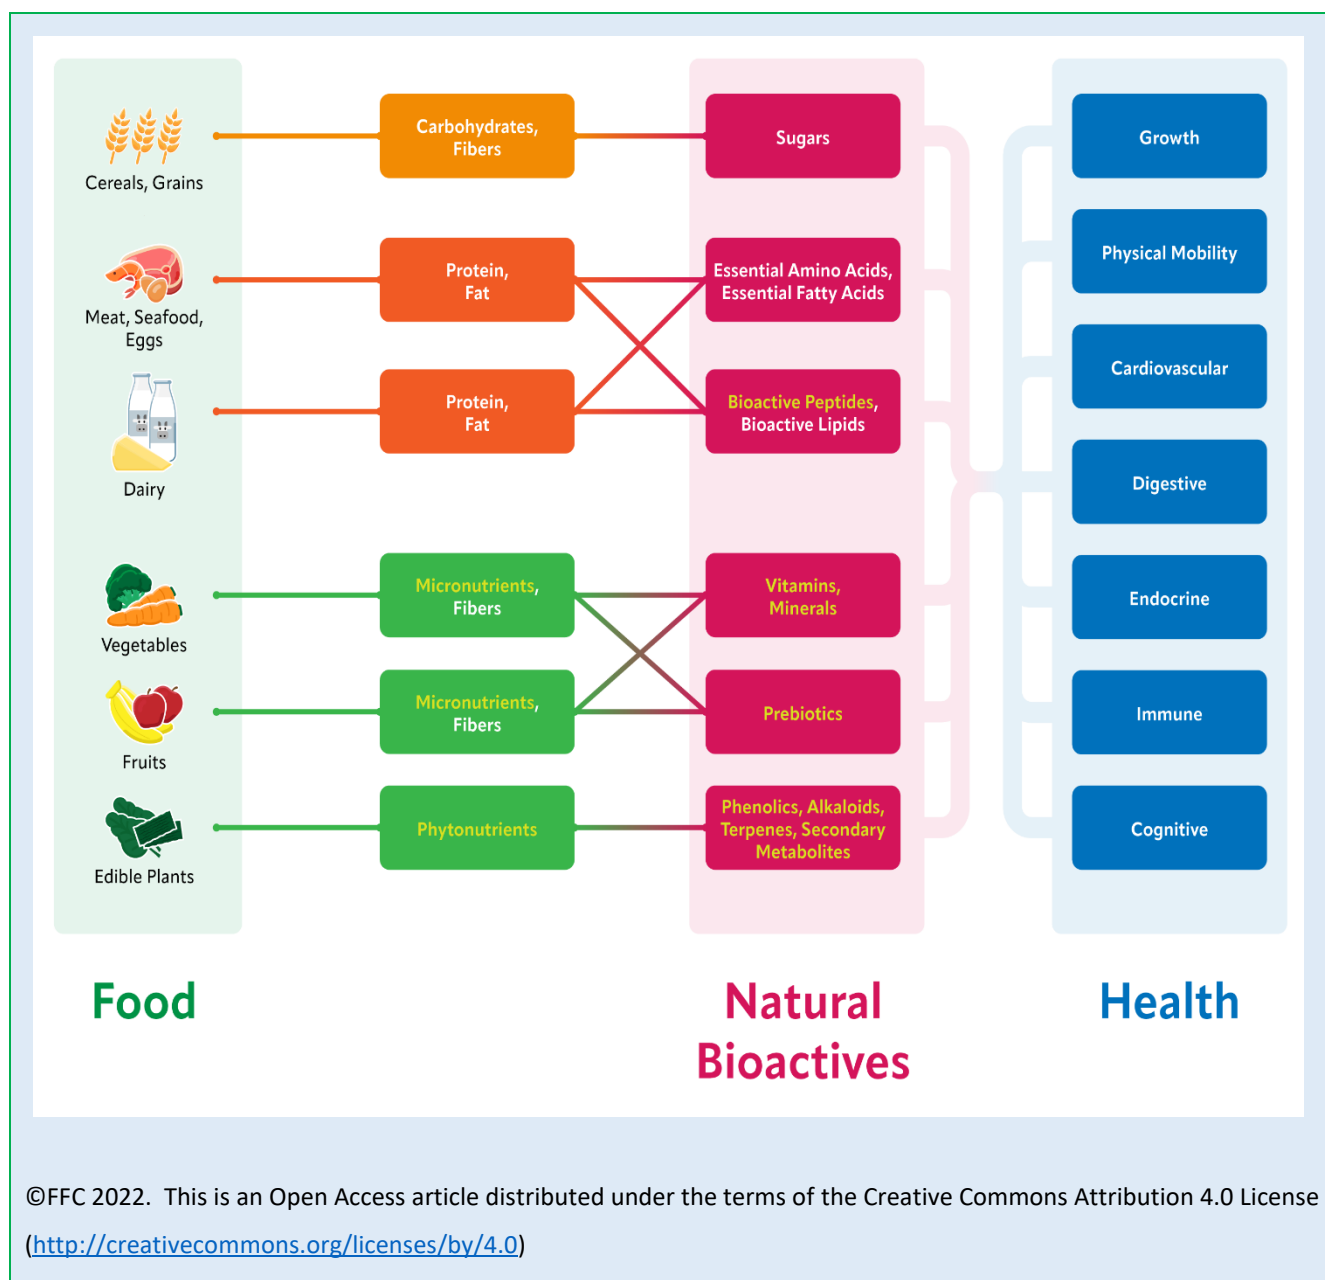 Cereals, Grains
Carbohydrates,
Fibers
Sugars
Growth
Physical Mobility
Meat, Seafood,
Eggs
Protein,
Fat
Essential Amino Acids,
Essential Fatty Acids
Cardiovascular
Dairy
Protein,
Fat
Bioactive Peptides,
Bioactive Lipids
Digestive
Vegetables
Micronutrients,
Fibers
Vitamins,
Minerals
Endocrine
Fruits
Micronutrients,
Fibers
Prebiotics
Immune
Edible Plants
Phytonutrients
Phenolics, Alkaloids,
Terpenes, Secondary
Metabolites
Cognitive
Food
Natural
Bioactives
Health
©FFC 2022. This is an Open Access article distributed under the terms of the Creative Commons Attribution 4.0 License
(http://creativecommons.org/licenses/by/4.0)